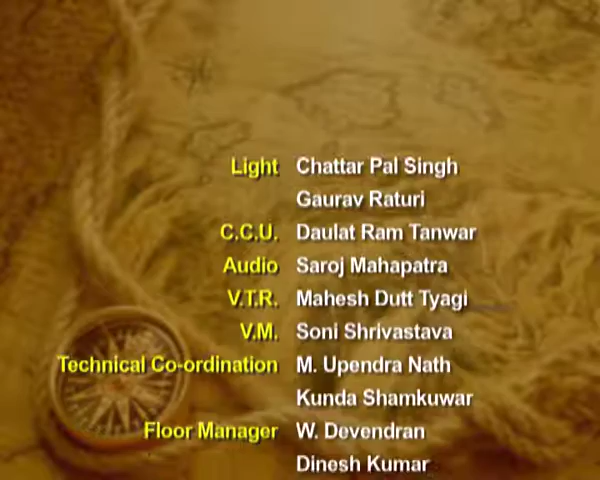 Light Chattar Pal Singh
Gaurav Raturi
C.C.U. Daulat Ram Tanwar
Audio Saroj Mahapatra
V.T.R. Mahesh Dutt Tyagi
V.M. Soni Shrivastava
Technical Co-ordination M. Upendra Nath
Kunda Shamkuwar
Floor Manager W. Devendran
Dinesh Kumar